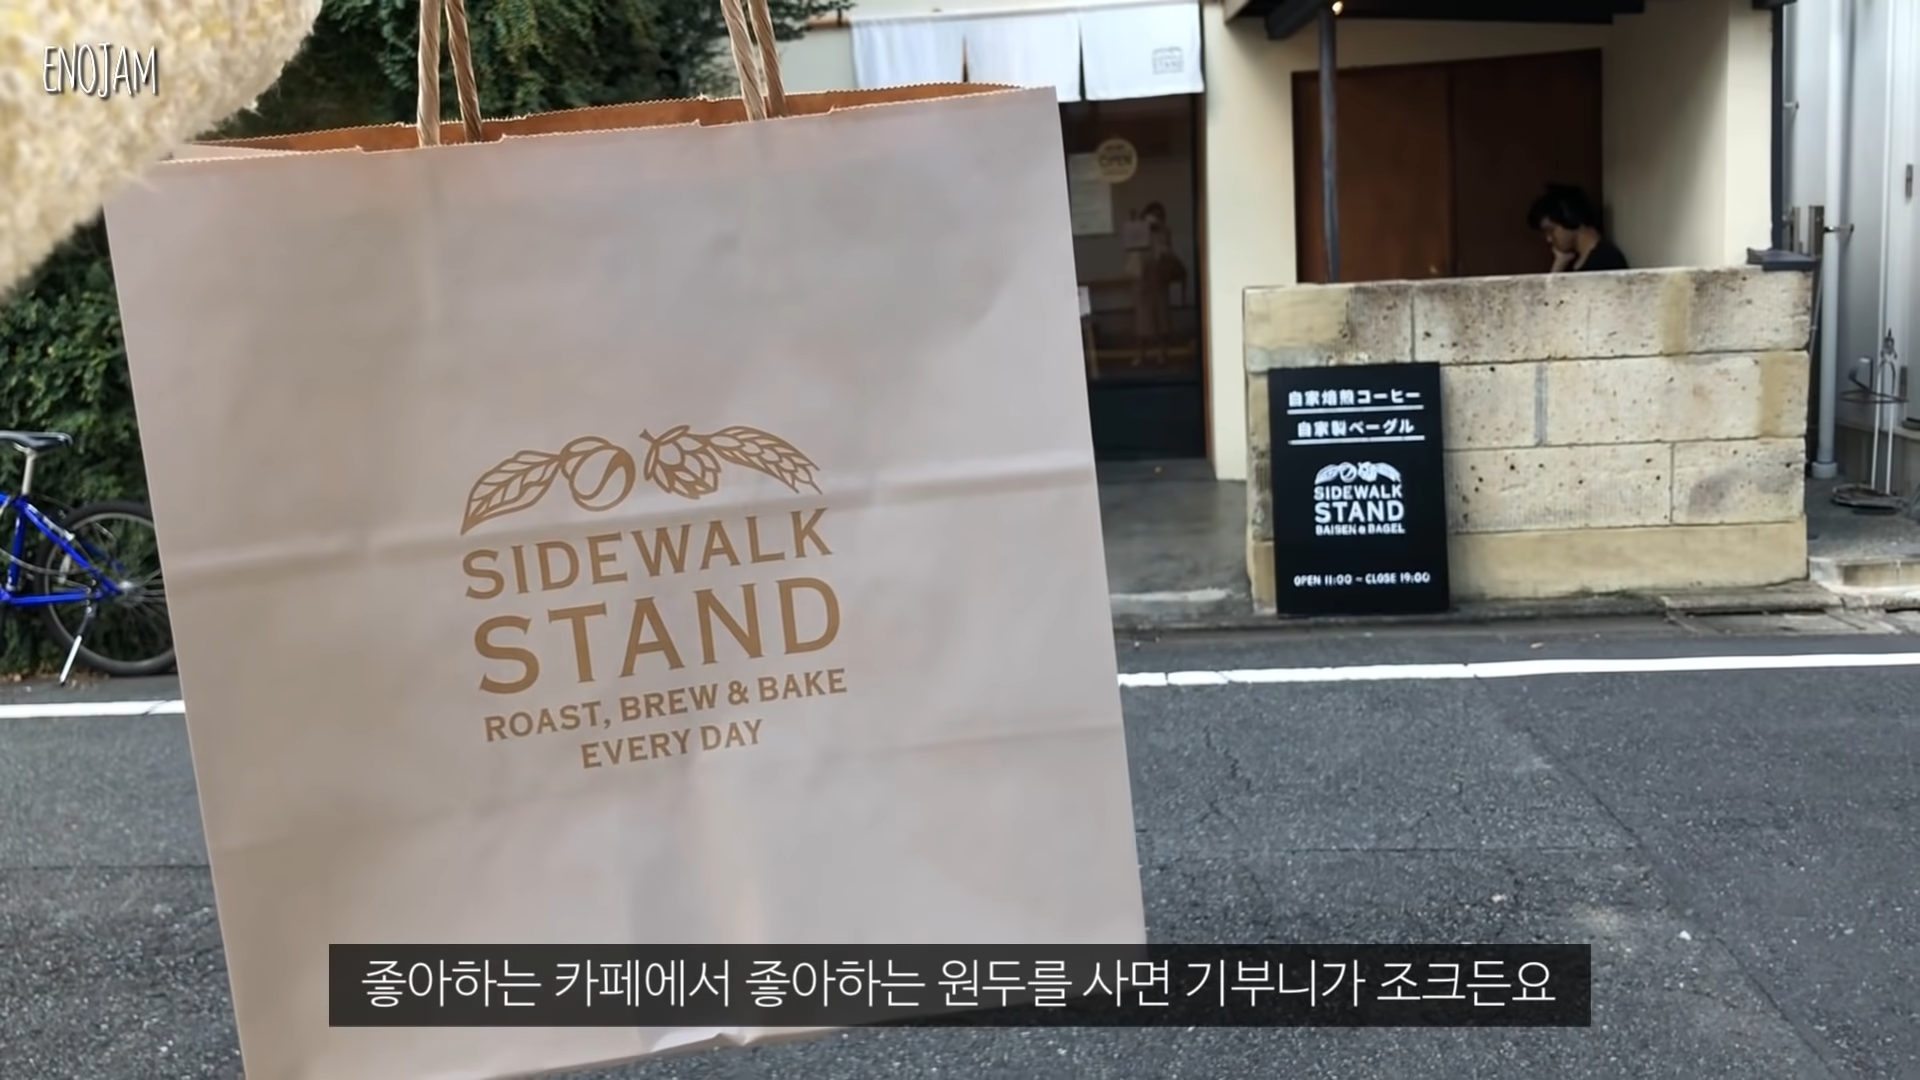 ENOJAM
OPEN
SIDEWALK
STAND
ROAST, BREW & BAKE
EVERY DAY
自家焙煎コーヒー
自家製ベーグル
SIDEWALK
STAND
BAISEN & BAGEL
OPEN 11:00 - CLOSE 19:00
좋아하는 카페에서 좋아하는 원두를 사면 기부니가 조크든요